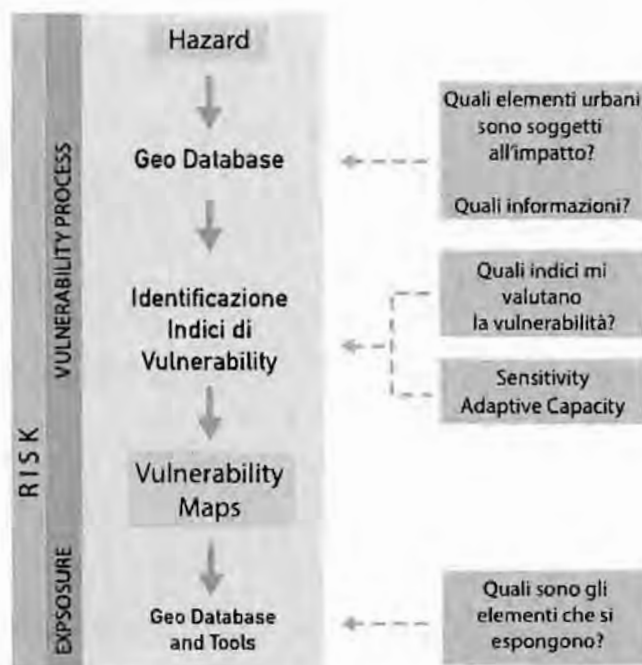 RISK
VULNERABILITY PROCESS
EXPSOSURE
Hazard
Geo Database
Identificazione
Indici di
Vulnerability
Vulnerability
Maps
Geo Database
and Tools
Quali elementi urbani
sono soggetti
all'impatto?
Quali informazioni?
Quali indici mi
valutano
la vulnerabilità?
Sensitivity
Adaptive Capacity
Quali sono gli
elementi che si
espongono?